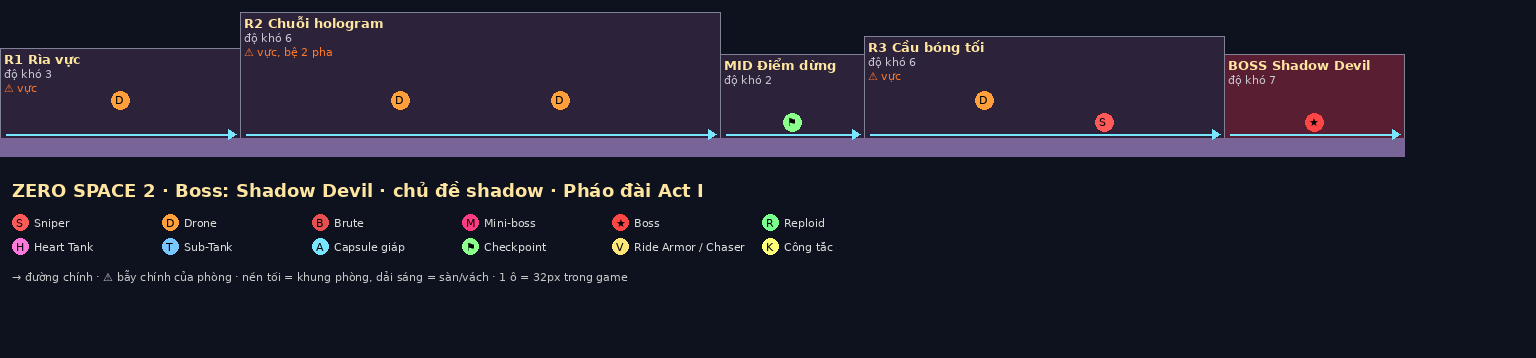 R1 Rìa vực
độ khó 3
⚠ vực
D
R2 Chuỗi hologram
độ khó 6
⚠ vực, bệ 2 pha
D
D
MID Điểm dừng
độ khó 2
⚑
R3 Cầu bóng tối
độ khó 6
⚠ vực
D
S
BOSS Shadow Devil
độ khó 7
★
ZERO SPACE 2 · Boss: Shadow Devil · chủ đề shadow · Pháo đài Act I
S Sniper D Drone B Brute M Mini-boss ★ Boss R Reploid
H Heart Tank T Sub-Tank A Capsule giáp ⚑ Checkpoint V Ride Armor / Chaser K Công tắc
→ đường chính · ⚠ bẫy chính của phòng · nền tối = khung phòng, dải sáng = sàn/vách · 1 ô = 32px trong game